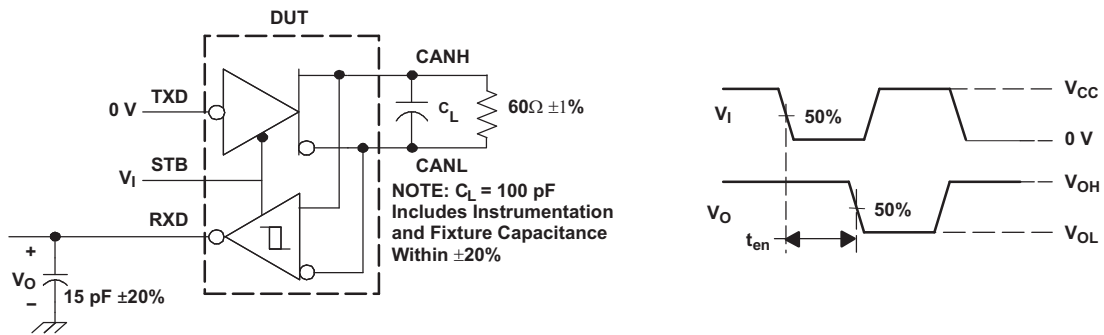 DUT
CANH
0 V
TXD
C_L
60Ω ±1%
V_I
STB
CANL
RXD
NOTE: C_L = 100 pF
Includes Instrumentation
and Fixture Capacitance
Within ±20%
+
V_O
15 pF ±20%
−
V_I
50%
V_CC
0 V
V_O
50%
V_OH
V_OL
t_en